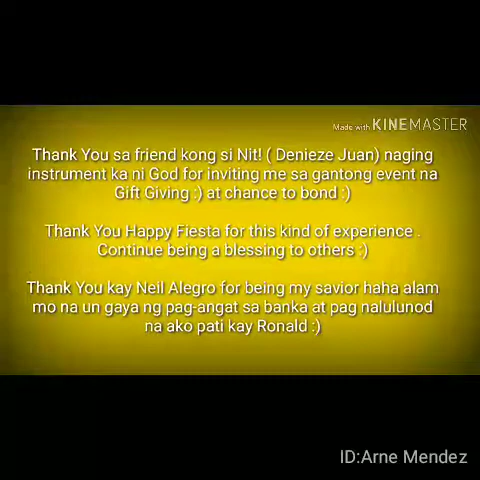 Made with KINEMASTER
Thank You sa friend kong si Nit! ( Denieze Juan) naging
instrument ka ni God for inviting me sa gantong event na
Gift Giving :) at chance to bond :)
Thank You Happy Fiesta for this kind of experience .
Continue being a blessing to others :)
Thank You kay Neil Alegro for being my savior haha alam
mo na un gaya ng pag-angat sa banka at pag nalulunod
na ako pati kay Ronald :)
ID:Arne Mendez